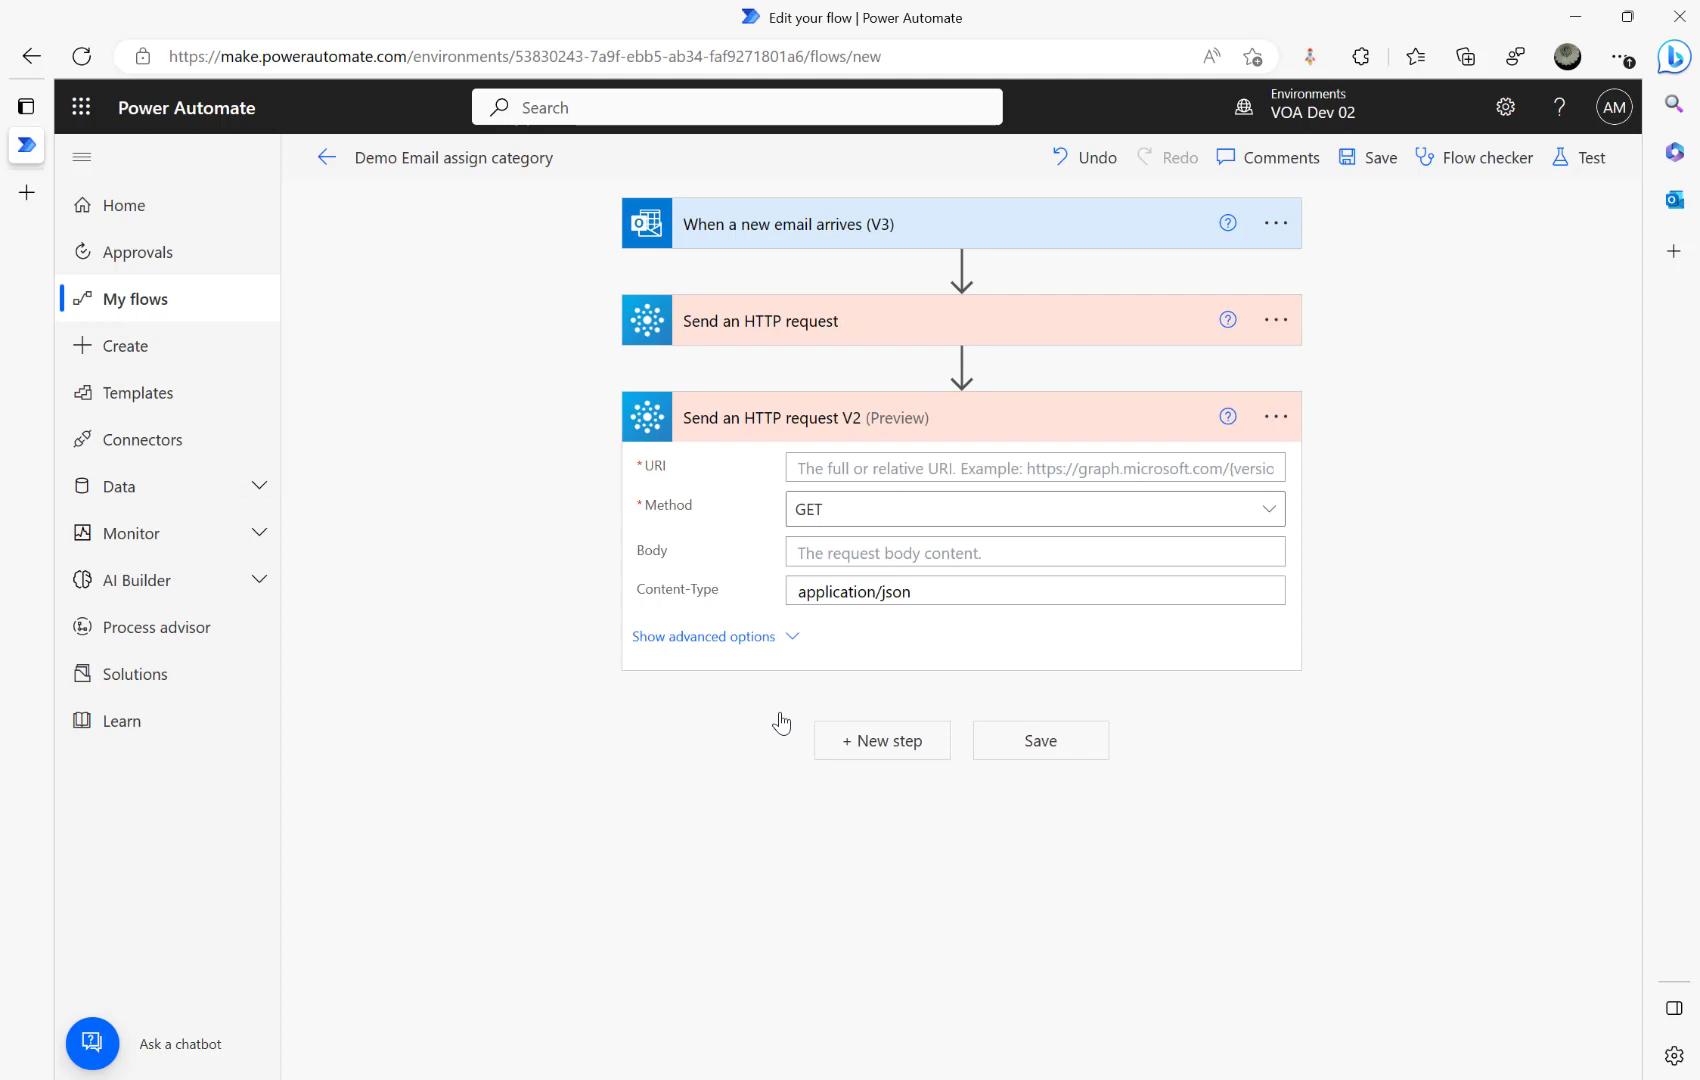 Edit your flow | Power Automate
https://make.powerautomate.com/environments/53830243-7a9f-ebb5-ab34-faf9271801a6/flows/new
Power Automate
Search
Environments
VOA Dev 02
AM
Demo Email assign category
Undo
Redo
Comments
Save
Flow checker
Test
Home
Approvals
My flows
Create
Templates
Connectors
Data
Monitor
AI Builder
Process advisor
Solutions
Learn
Ask a chatbot
When a new email arrives (V3)
Send an HTTP request
Send an HTTP request V2 (Preview)
* URI
The full or relative URI. Example: https://graph.microsoft.com/{versio
* Method
GET
Body
The request body content.
Content-Type
application/json
Show advanced options
+ New step
Save